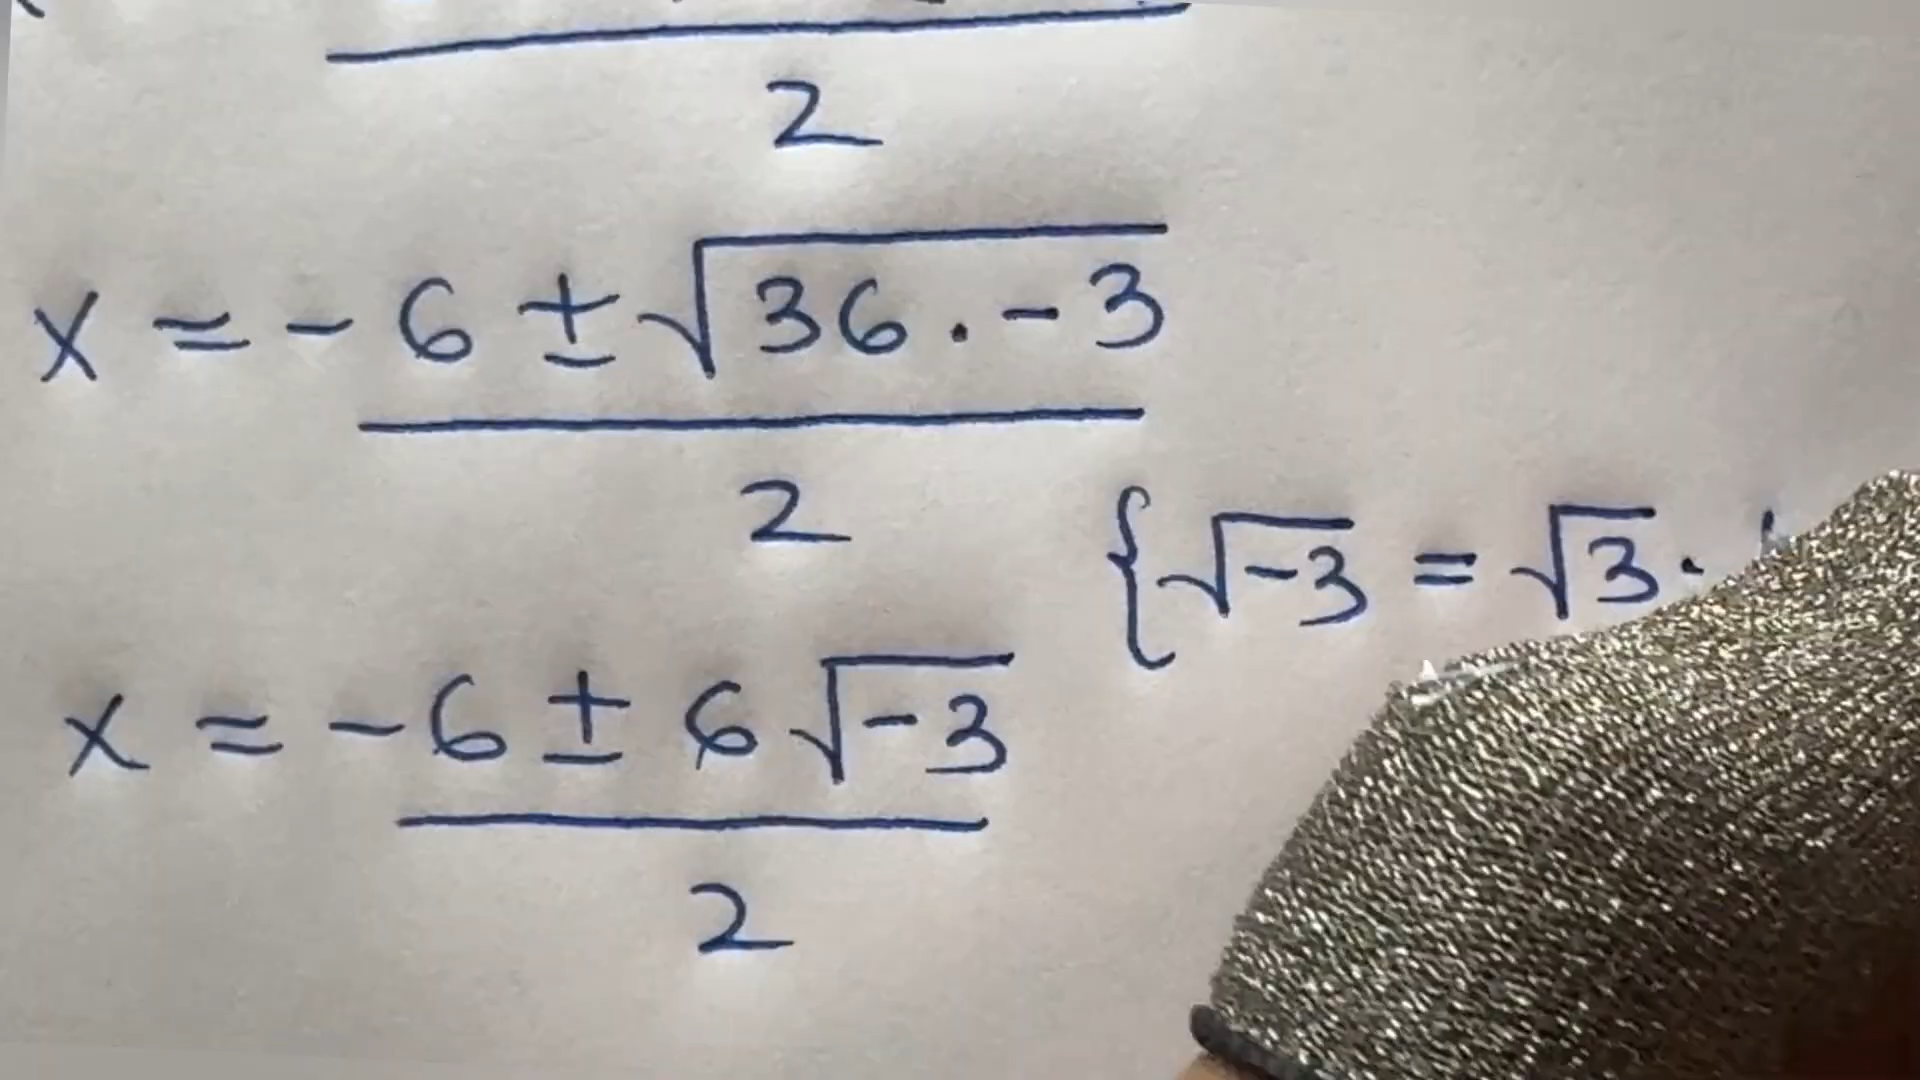 2
x = - 6 ± √36 . - 3
2
{ √-3 = √3 .
x = - 6 ± 6 √-3
2